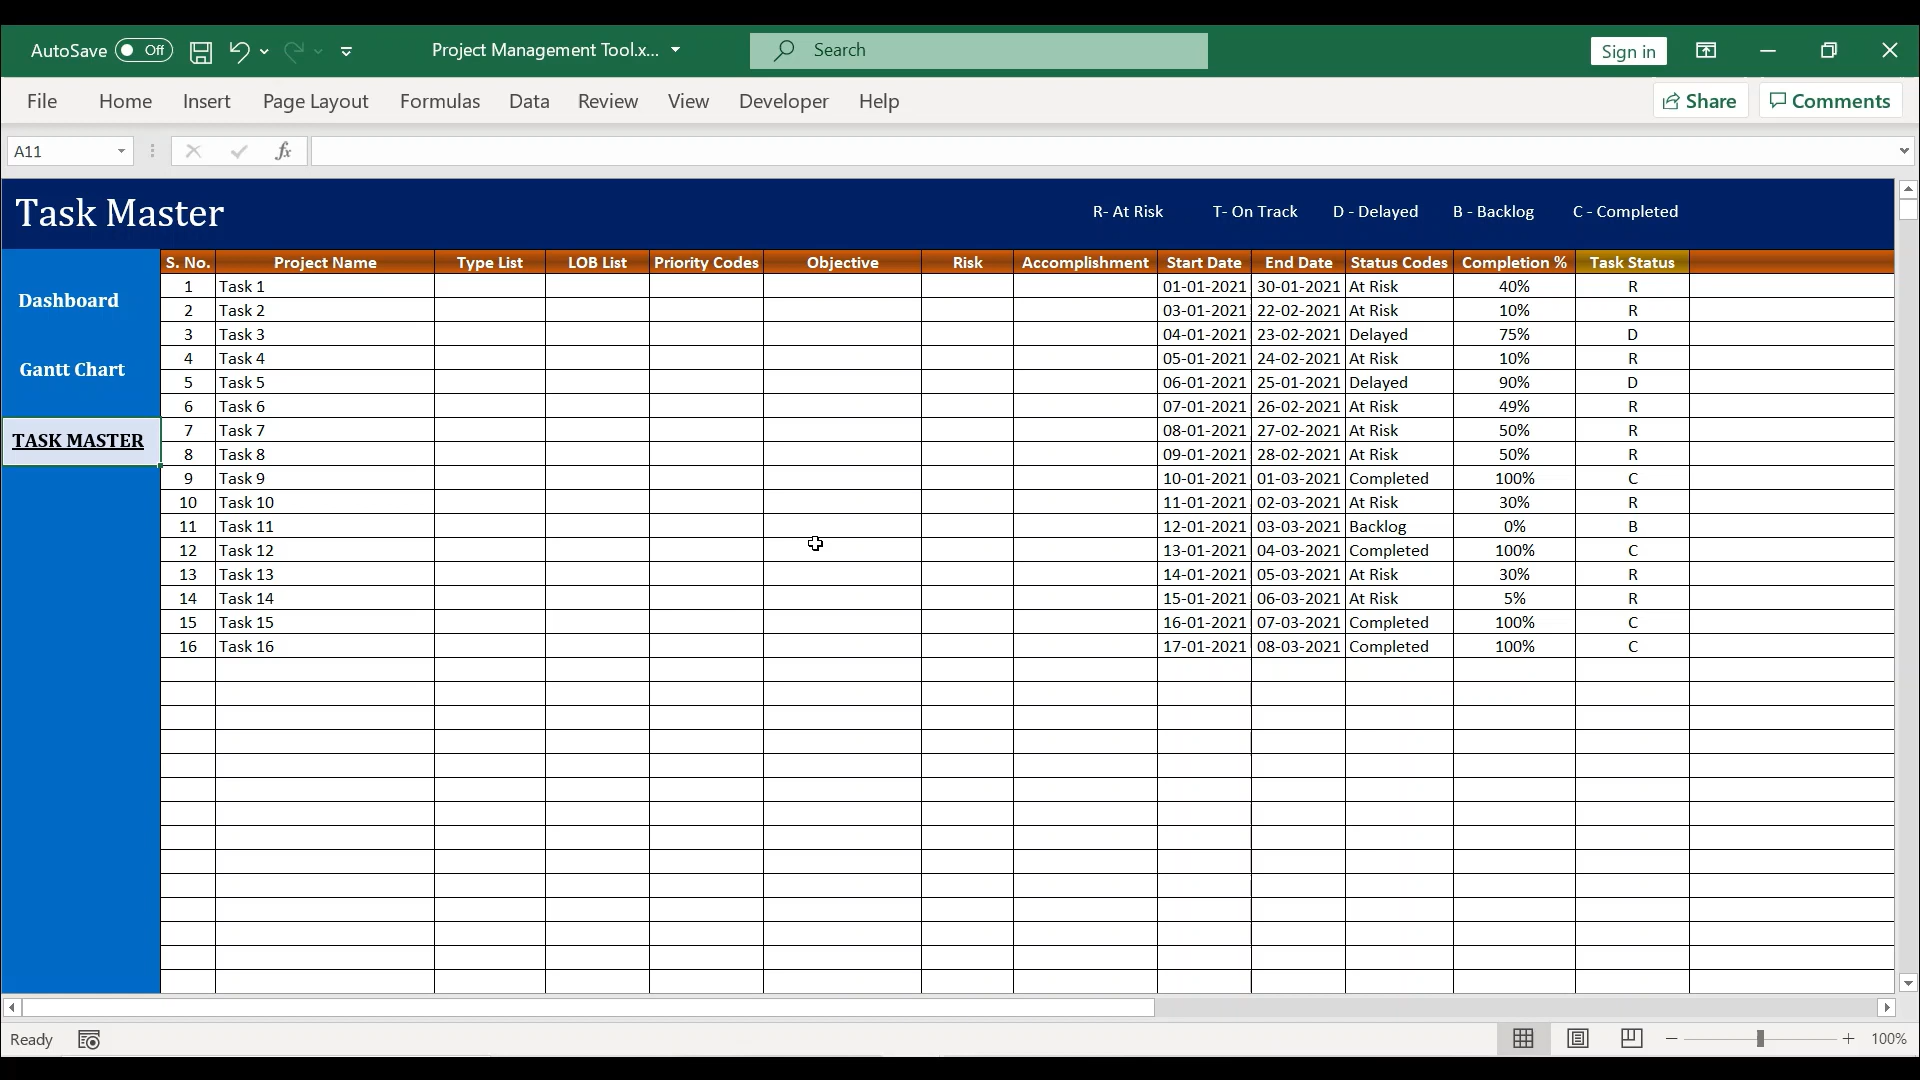 AutoSave Off Project Management Tool.x... Search Sign in
File Home Insert Page Layout Formulas Data Review View Developer Help Share Comments
A11 fx
Task Master R- At Risk T- On Track D - Delayed B - Backlog C - Completed
S. No. Project Name Type List LOB List Priority Codes Objective Risk Accomplishment Start Date End Date Status Codes Completion % Task Status
Dashboard
Gantt Chart
TASK MASTER
1 Task 1 01-01-2021 30-01-2021 At Risk 40% R
2 Task 2 03-01-2021 22-02-2021 At Risk 10% R
3 Task 3 04-01-2021 23-02-2021 Delayed 75% D
4 Task 4 05-01-2021 24-02-2021 At Risk 10% R
5 Task 5 06-01-2021 25-01-2021 Delayed 90% D
6 Task 6 07-01-2021 26-02-2021 At Risk 49% R
7 Task 7 08-01-2021 27-02-2021 At Risk 50% R
8 Task 8 09-01-2021 28-02-2021 At Risk 50% R
9 Task 9 10-01-2021 01-03-2021 Completed 100% C
10 Task 10 11-01-2021 02-03-2021 At Risk 30% R
11 Task 11 12-01-2021 03-03-2021 Backlog 0% B
12 Task 12 13-01-2021 04-03-2021 Completed 100% C
13 Task 13 14-01-2021 05-03-2021 At Risk 30% R
14 Task 14 15-01-2021 06-03-2021 At Risk 5% R
15 Task 15 16-01-2021 07-03-2021 Completed 100% C
16 Task 16 17-01-2021 08-03-2021 Completed 100% C
Ready 100%